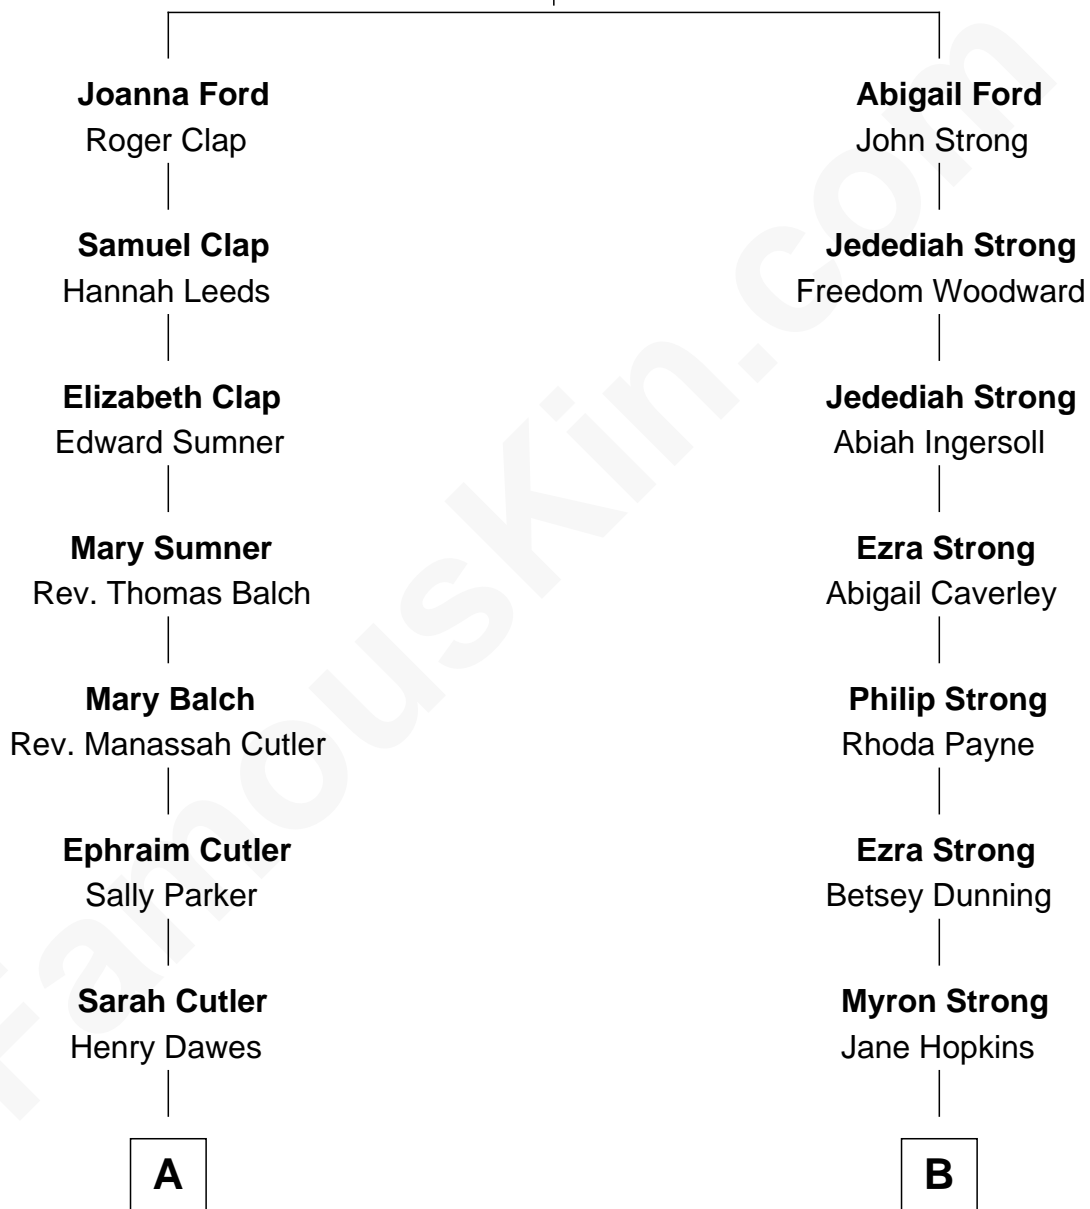 Joanna Ford
Roger Clap
Abigail Ford
John Strong
Samuel Clap
Hannah Leeds
Jedediah Strong
Freedom Woodward
Elizabeth Clap
Edward Sumner
Jedediah Strong
Abiah Ingersoll
Mary Sumner
Rev. Thomas Balch
Ezra Strong
Abigail Caverley
Mary Balch
Rev. Manassah Cutler
Philip Strong
Rhoda Payne
Ephraim Cutler
Sally Parker
Ezra Strong
Betsey Dunning
Sarah Cutler
Henry Dawes
Myron Strong
Jane Hopkins
A
B
FamousKin.com